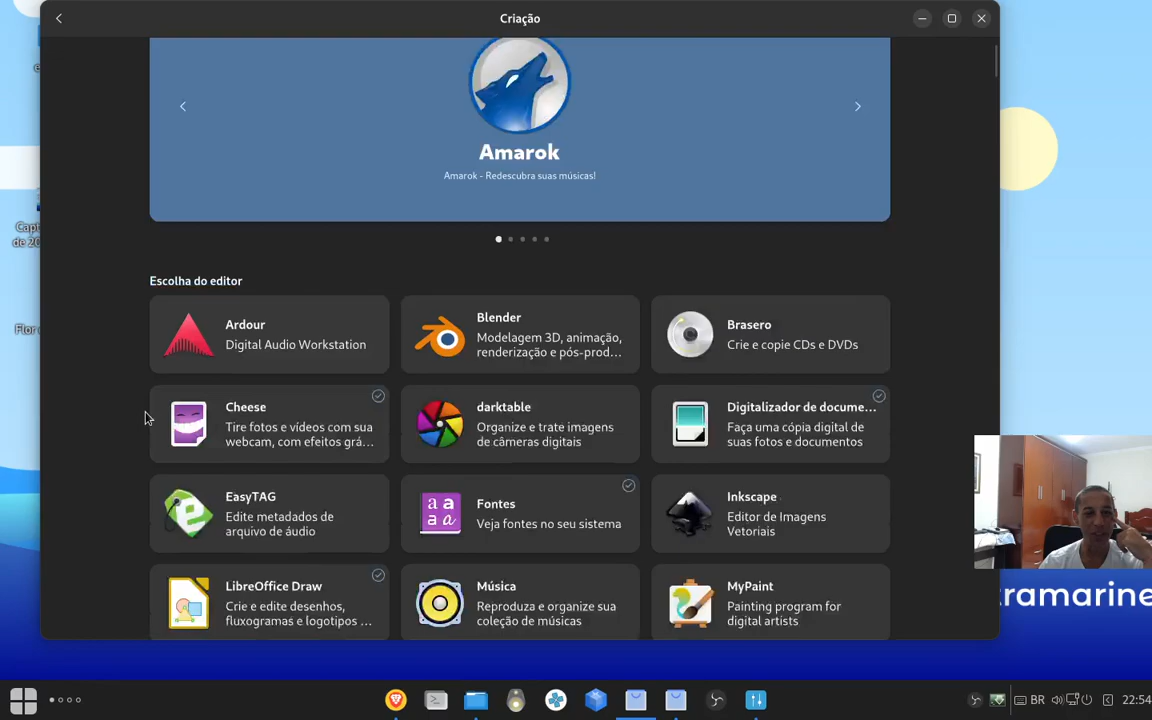 Criação
Amarok
Amarok - Redescubra suas músicas!
Escolha do editor
Ardour
Digital Audio Workstation
Blender
Modelagem 3D, animação,
renderização e pós-prod...
Brasero
Crie e copie CDs e DVDs
Cheese
Tire fotos e vídeos com sua
webcam, com efeitos grá...
darktable
Organize e trate imagens
de câmeras digitais
Digitalizador de docume...
Faça uma cópia digital de
suas fotos e documentos
EasyTAG
Edite metadados de
arquivo de áudio
Fontes
Veja fontes no seu sistema
Inkscape
Editor de Imagens
Vetoriais
LibreOffice Draw
Crie e edite desenhos,
fluxogramas e logotipos ...
Música
Reproduza e organize sua
coleção de músicas
MyPaint
Painting program for
digital artists
Capt
de 20
Flor
tramarine
BR
22:54